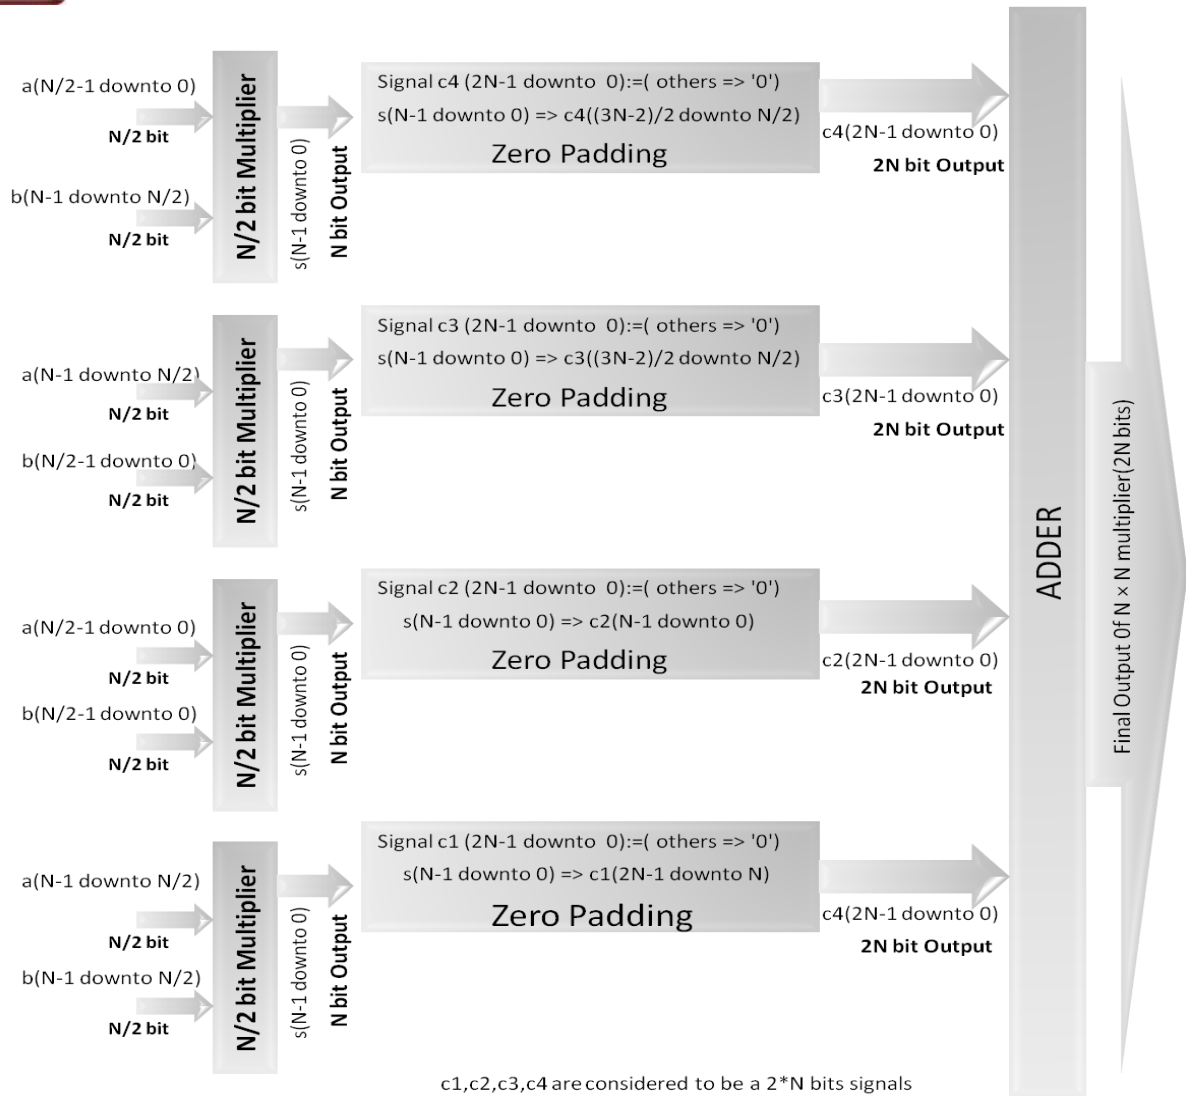 a(N/2-1 downto 0)
N/2 bit
b(N-1 downto N/2)
N/2 bit
N/2 bit Multiplier
s(N-1 downto 0)
N bit Output
Signal c4 (2N-1 downto 0):=( others => '0')
s(N-1 downto 0) => c4((3N-2)/2 downto N/2)
Zero Padding
c4(2N-1 downto 0)
2N bit Output
a(N-1 downto N/2)
N/2 bit
b(N/2-1 downto 0)
N/2 bit
N/2 bit Multiplier
s(N-1 downto 0)
N bit Output
Signal c3 (2N-1 downto 0):=( others => '0')
s(N-1 downto 0) => c3((3N-2)/2 downto N/2)
Zero Padding
c3(2N-1 downto 0)
2N bit Output
a(N/2-1 downto 0)
N/2 bit
b(N/2-1 downto 0)
N/2 bit
N/2 bit Multiplier
s(N-1 downto 0)
N bit Output
Signal c2 (2N-1 downto 0):=( others => '0')
s(N-1 downto 0) => c2(N-1 downto 0)
Zero Padding
c2(2N-1 downto 0)
2N bit Output
a(N-1 downto N/2)
N/2 bit
b(N-1 downto N/2)
N/2 bit
N/2 bit Multiplier
s(N-1 downto 0)
N bit Output
Signal c1 (2N-1 downto 0):=( others => '0')
s(N-1 downto 0) => c1(2N-1 downto N)
Zero Padding
c4(2N-1 downto 0)
2N bit Output
ADDER
Final Output 0f N × N multiplier(2N bits)
c1,c2,c3,c4 are considered to be a 2*N bits signals